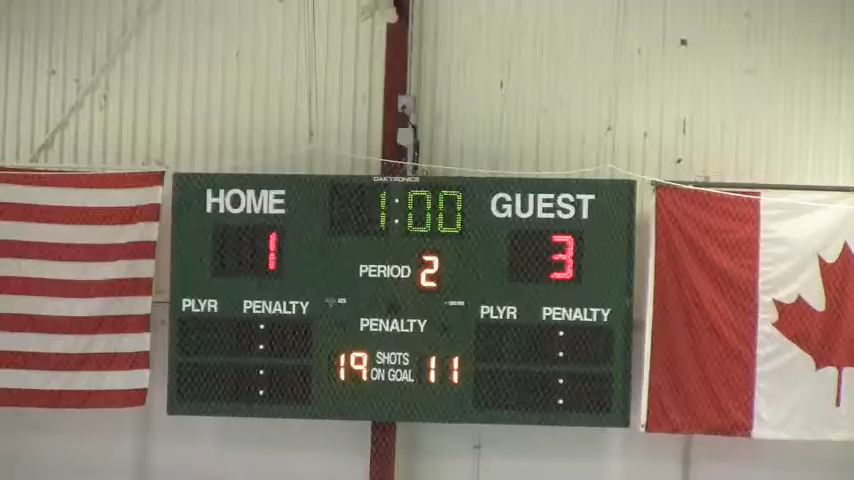 DAKTRONICS
HOME 1:00 GUEST
1 3
PERIOD 2
PLYR PENALTY PLYR PENALTY
PENALTY
: :
19 SHOTS ON GOAL 11
: :